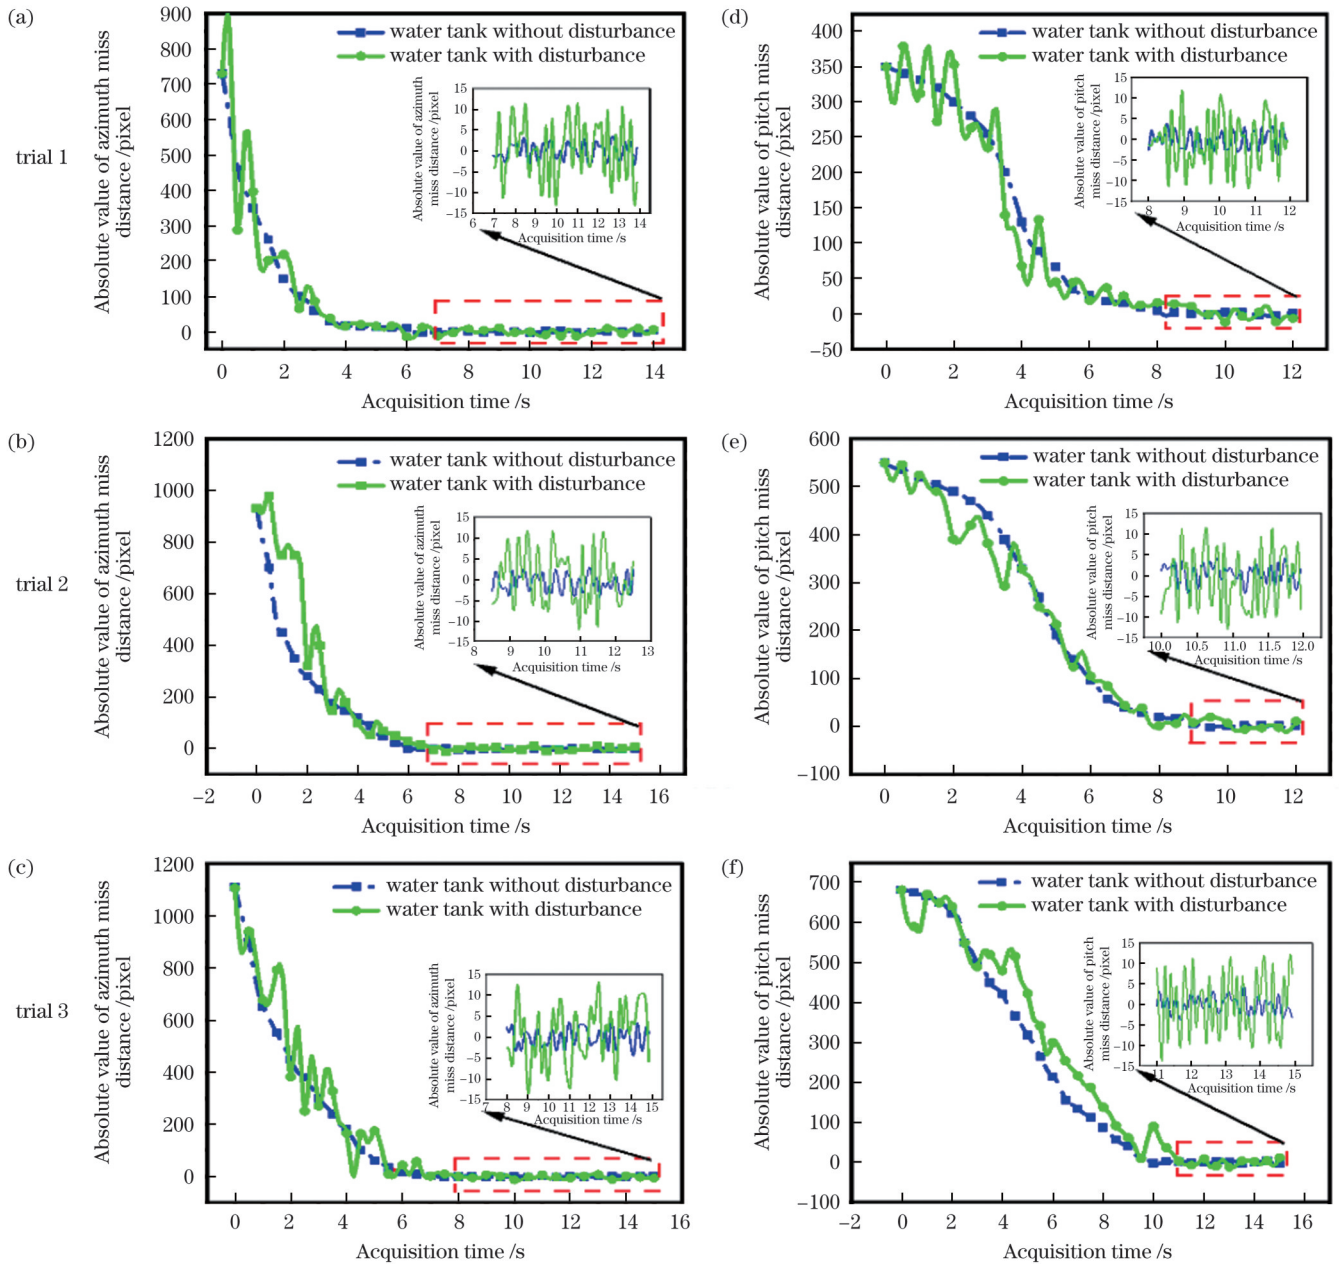 (a)
trial 1
Absolute value of azimuth miss
distance /pixel
900
800
700
600
500
400
300
200
100
0
water tank without disturbance
water tank with disturbance
Absolute value of azimuth
miss distance /pixel
15
10
5
0
−5
−10
−15
6 7 8 9 10 11 12 13 14
Acquisition time /s
0 2 4 6 8 10 12 14
Acquisition time /s
(d)
Absolute value of pitch miss
distance /pixel
400
350
300
250
200
150
100
50
0
−50
water tank without disturbance
water tank with disturbance
Absolute value of pitch
miss distance /pixel
15
10
5
0
−5
−10
−15
8 9 10 11 12
Acquisition time /s
0 2 4 6 8 10 12
Acquisition time /s
(b)
trial 2
Absolute value of azimuth miss
distance /pixel
1200
1000
800
600
400
200
0
water tank without disturbance
water tank with disturbance
Absolute value of azimuth
miss distance /pixel
15
10
5
0
−5
−10
−15
8 9 10 11 12 13
Acquisition time /s
−2 0 2 4 6 8 10 12 14 16
Acquisition time /s
(e)
Absolute value of pitch miss
distance /pixel
600
500
400
300
200
100
0
−100
water tank without disturbance
water tank with disturbance
Absolute value of pitch
miss distance /pixel
15
10
5
0
−5
−10
−15
10.0 10.5 11.0 11.5 12.0
Acquisition time /s
0 2 4 6 8 10 12
Acquisition time /s
(c)
trial 3
Absolute value of azimuth miss
distance /pixel
1200
1000
800
600
400
200
0
water tank without disturbance
water tank with disturbance
Absolute value of azimuth
miss distance /pixel
15
10
5
0
−5
−10
−15
7 8 9 10 11 12 13 14 15
Acquisition time /s
0 2 4 6 8 10 12 14 16
Acquisition time /s
(f)
Absolute value of pitch miss
distance /pixel
700
600
500
400
300
200
100
0
−100
water tank without disturbance
water tank with disturbance
Absolute value of pitch
miss distance /pixel
15
10
5
0
−5
−10
−15
11 12 13 14 15
Acquisition time /s
−2 0 2 4 6 8 10 12 14 16
Acquisition time /s